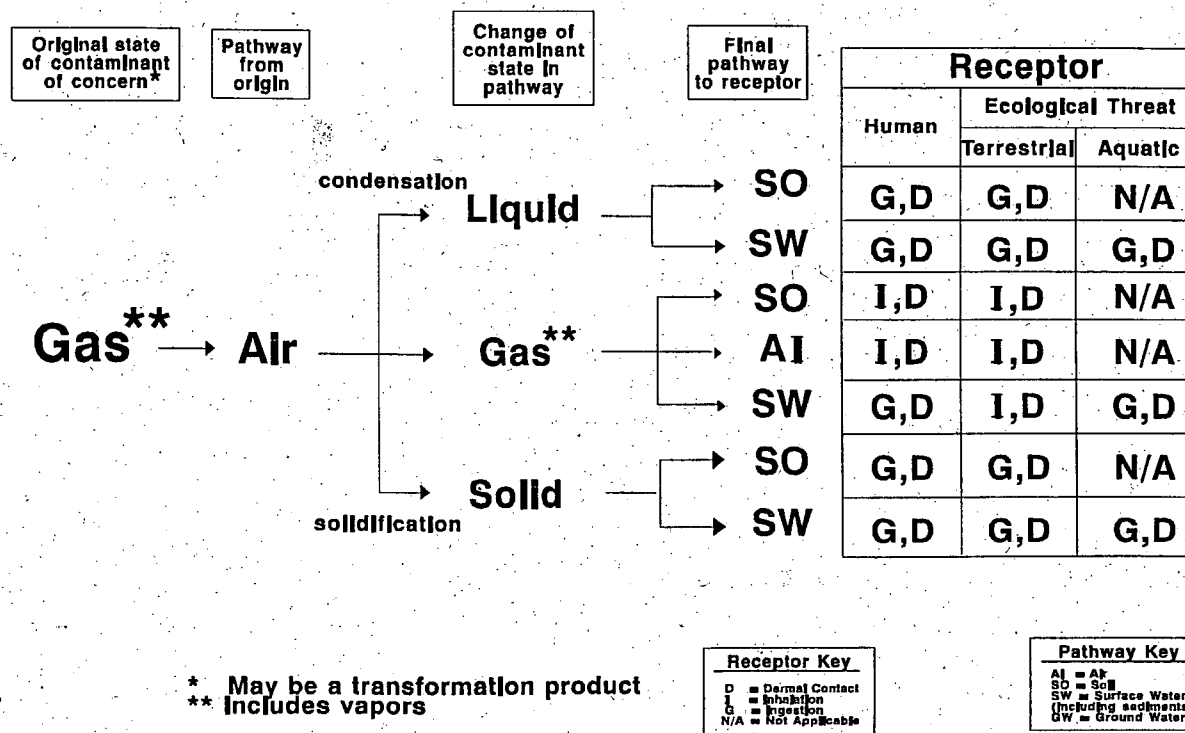 Original state
of contaminant
of concern*
Pathway
from
origin
Change of
contaminant
state in
pathway
Final
pathway
to receptor
Receptor
Human
Ecological Threat
Terrestrial
Aquatic
condensation
Liquid
SO
G,D
G,D
N/A
SW
G,D
G,D
G,D
Gas**
Air
Gas**
SO
I,D
I,D
N/A
AI
I,D
I,D
N/A
SW
G,D
I,D
G,D
solidification
Solid
SO
G,D
G,D
N/A
SW
G,D
G,D
G,D
* May be a transformation product
** Includes vapors
Receptor Key
D = Dermal Contact
I = Inhalation
G = Ingestion
N/A = Not Applicable
Pathway Key
AI = Air
SO = Soil
SW = Surface Water
(including sediments
GW = Ground Water